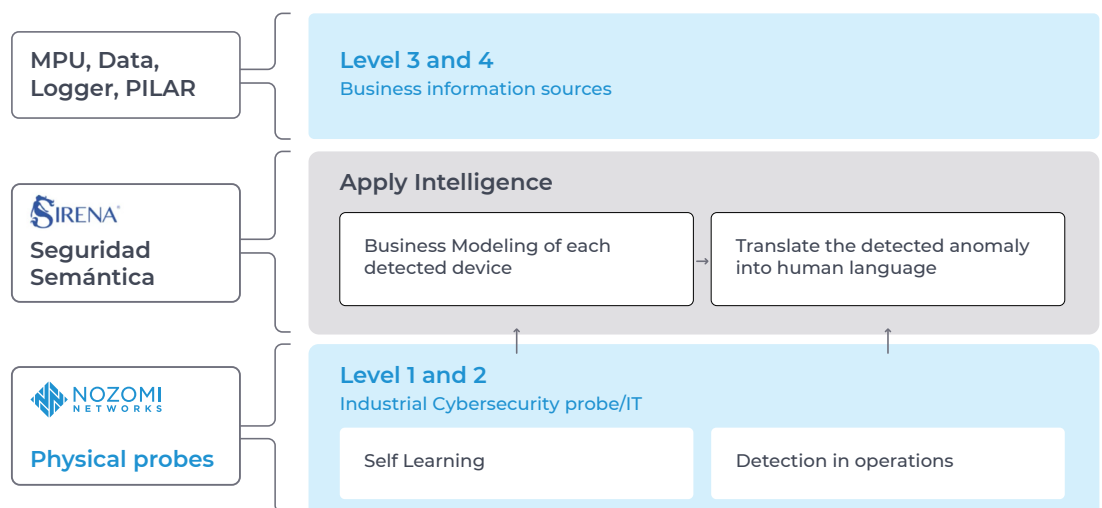 MPU, Data,
Logger, PILAR
Level 3 and 4
Business information sources
SIRENA®
Seguridad
Semántica
Apply Intelligence
Business Modeling of each
detected device
Translate the detected anomaly
into human language
NOZOMI
NETWORKS
Physical probes
Level 1 and 2
Industrial Cybersecurity probe/IT
Self Learning
Detection in operations